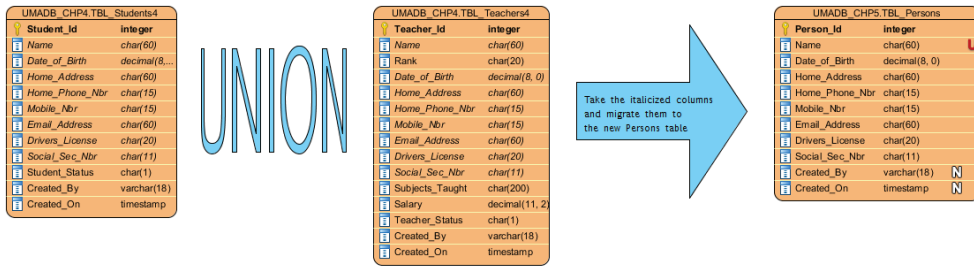 UMADB_CHP4.TBL_Students4
Student_Id integer
Name char(60)
Date_of_Birth decimal(8,...
Home_Address char(60)
Home_Phone_Nbr char(15)
Mobile_Nbr char(15)
Email_Address char(60)
Drivers_License char(20)
Social_Sec_Nbr char(11)
Student_Status char(1)
Created_By varchar(18)
Created_On timestamp
UNION
UMADB_CHP4.TBL_Teachers4
Teacher_Id integer
Name char(60)
Rank char(20)
Date_of_Birth decimal(8, 0)
Home_Address char(60)
Home_Phone_Nbr char(15)
Mobile_Nbr char(15)
Email_Address char(60)
Drivers_License char(20)
Social_Sec_Nbr char(11)
Subjects_Taught char(200)
Salary decimal(11, 2)
Teacher_Status char(1)
Created_By varchar(18)
Created_On timestamp
Take the italicized columns
and migrate them to
the new Persons table
UMADB_CHP5.TBL_Persons
Person_Id integer
Name char(60) U
Date_of_Birth decimal(8, 0)
Home_Address char(60)
Home_Phone_Nbr char(15)
Mobile_Nbr char(15)
Email_Address char(60)
Drivers_License char(20)
Social_Sec_Nbr char(11)
Created_By varchar(18) N
Created_On timestamp N